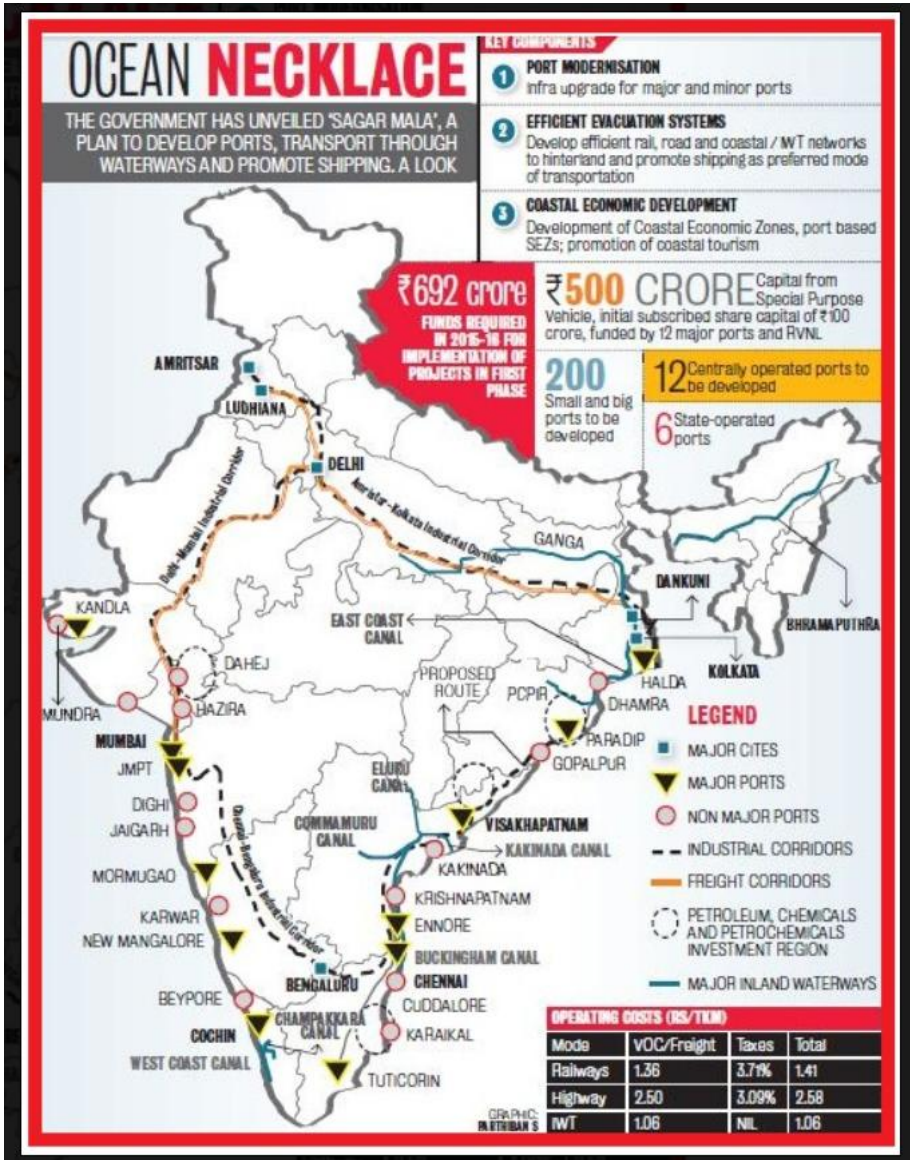 OCEAN NECKLACE
THE GOVERNMENT HAS UNVEILED 'SAGAR MALA', A
PLAN TO DEVELOP PORTS, TRANSPORT THROUGH
WATERWAYS AND PROMOTE SHIPPING. A LOOK
KEY COMPONENTS
1 PORT MODERNISATION
Infra upgrade for major and minor ports
2 EFFICIENT EVACUATION SYSTEMS
Develop efficient rail, road and coastal / IWT networks
to hinterland and promote shipping as preferred mode
of transportation
3 COASTAL ECONOMIC DEVELOPMENT
Development of Coastal Economic Zones, port based
SEZs; promotion of coastal tourism
₹692 crore
FUNDS REQUIRED
IN 2015-16 FOR
IMPLEMENTATION OF
PROJECTS IN FIRST
PHASE
₹500 CRORE Capital from
Special Purpose
Vehicle, initial subscribed share capital of ₹100
crore, funded by 12 major ports and RVNL
200
Small and big
ports to be
developed
12 Centrally operated ports to
be developed
6 State-operated
ports
AMRITSAR
LUDHIANA
DELHI
Delhi-Mumbai Industrial Corridor
Amristar-Kolkata Industrial Corridor
GANGA
DANKUNI
BHRAMAPUTHRA
KANDLA
EAST COAST
CANAL
KOLKATA
HALDA
DAHEJ
PROPOSED
ROUTE
PCPIR
DHAMRA
MUNDRA
HAZIRA
PARADIP
GOPALPUR
MUMBAI
JMPT
ELURU
CANAL
DIGHI
JAIGARH
COMMAMURU
CANAL
VISAKHAPATNAM
KAKINADA CANAL
KAKINADA
Chennai-Bengaluru Industrial Corridor
MORMUGAO
KRISHNAPATNAM
KARWAR
ENNORE
NEW MANGALORE
BUCKINGHAM CANAL
BENGALURU
CHENNAI
BEYPORE
CUDDALORE
COCHIN
CHAMPAKKARA
CANAL
KARAIKAL
WEST COAST CANAL
TUTICORIN
LEGEND
MAJOR CITES
MAJOR PORTS
NON MAJOR PORTS
INDUSTRIAL CORRIDORS
FREIGHT CORRIDORS
PETROLEUM, CHEMICALS
AND PETROCHEMICALS
INVESTMENT REGION
MAJOR INLAND WATERWAYS
OPERATING COSTS (RS/TKM)
Mode VOC/Freight Taxes Total
Railways 1.36 3.71% 1.41
Highway 2.50 3.09% 2.58
IWT 1.06 NIL 1.06
GRAPHIC:
PARTHIBAN S